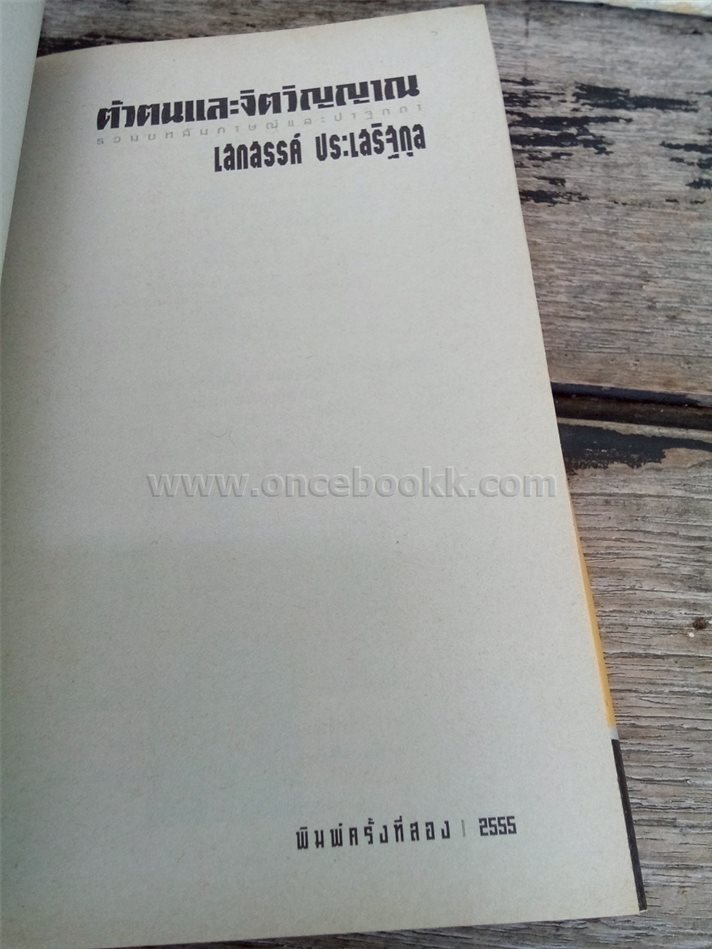 ตัวตนและจิตวิญญาณ
รวมบทสัมภาษณ์และปาฐกถา
เสกสรรค์ ประเสริฐกุล
www.oncebookk.com
พิมพ์ครั้งที่สอง | 2555